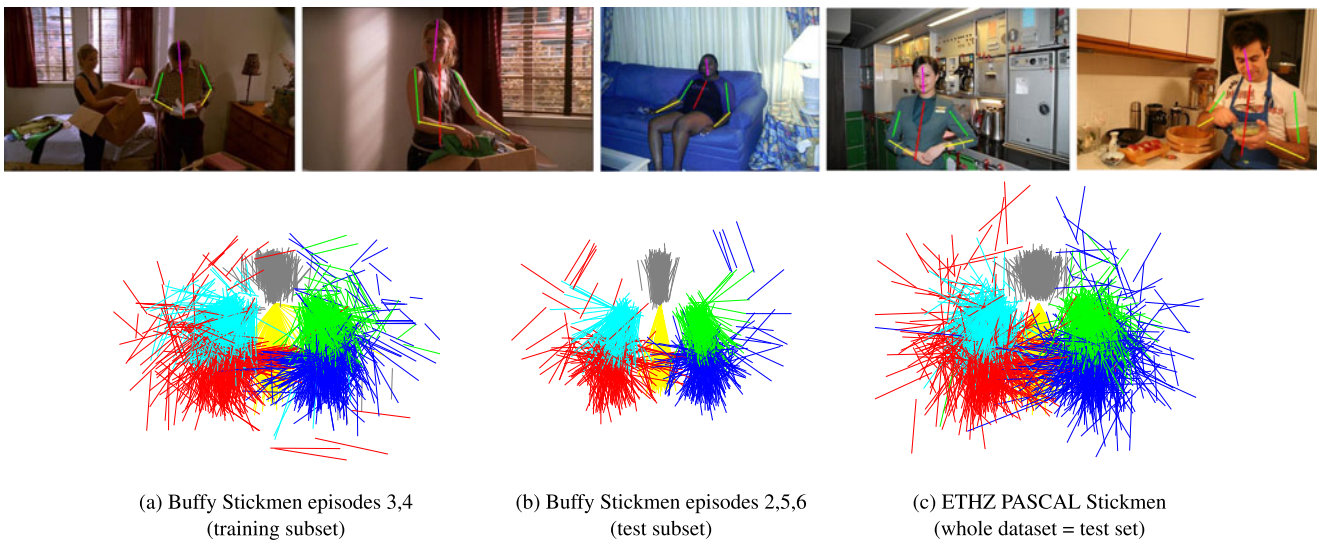 (a) Buffy Stickmen episodes 3,4
(training subset)
(b) Buffy Stickmen episodes 2,5,6
(test subset)
(c) ETHZ PASCAL Stickmen
(whole dataset = test set)